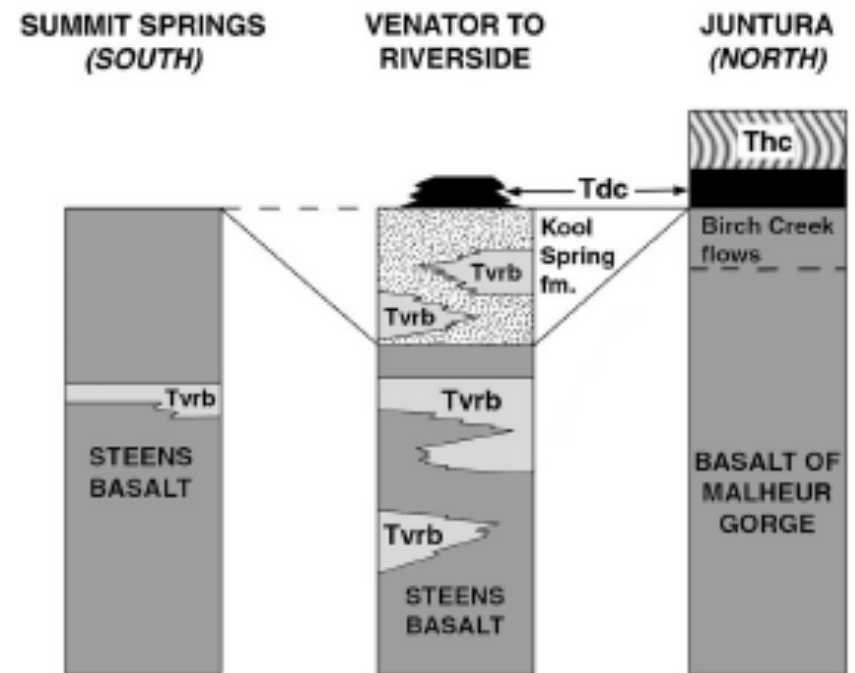 SUMMIT SPRINGS
(SOUTH)
VENATOR TO
RIVERSIDE
JUNTURA
(NORTH)
Thc
Tdc
Kool
Spring
fm.
Birch Creek
flows
Tvrb
Tvrb
Tvrb
Tvrb
Tvrb
STEENS
BASALT
STEENS
BASALT
BASALT OF
MALHEUR
GORGE